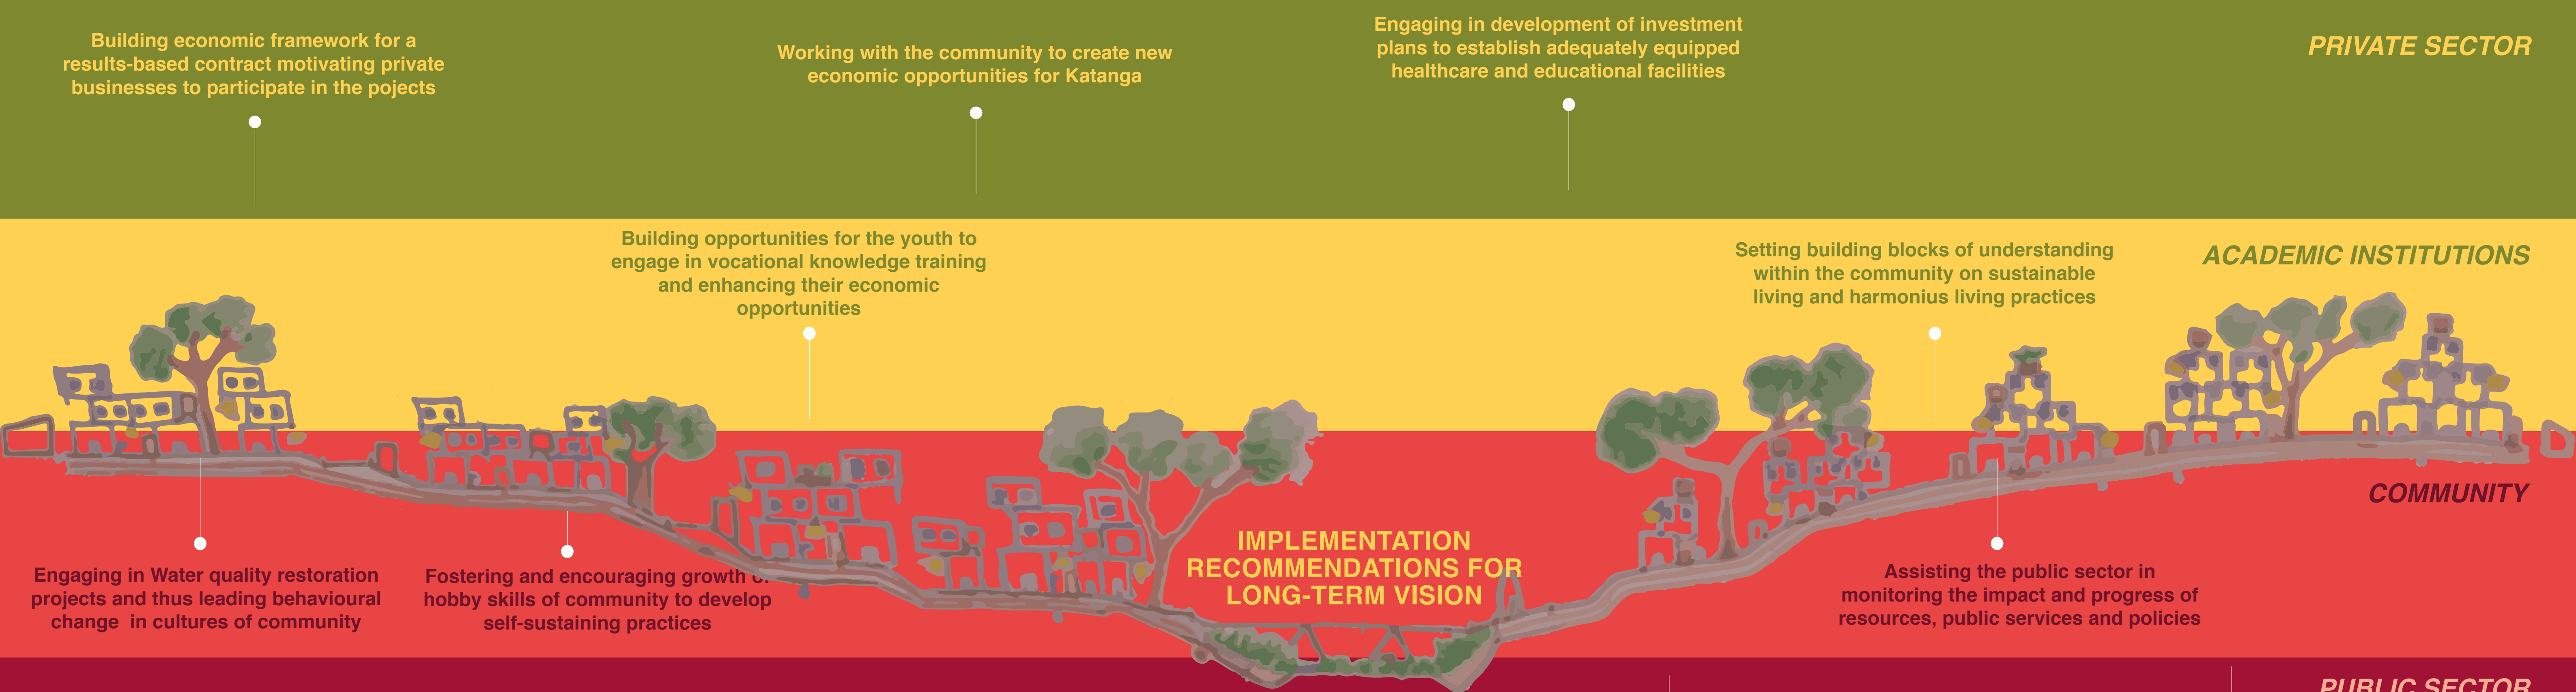 Building economic framework for a
results-based contract motivating private
businesses to participate in the pojects
Working with the community to create new
economic opportunities for Katanga
Engaging in development of investment
plans to establish adequately equipped
healthcare and educational facilities
PRIVATE SECTOR
Building opportunities for the youth to
engage in vocational knowledge training
and enhancing their economic
opportunities
Setting building blocks of understanding
within the community on sustainable
living and harmonius living practices
ACADEMIC INSTITUTIONS
COMMUNITY
IMPLEMENTATION
RECOMMENDATIONS FOR
LONG-TERM VISION
Engaging in Water quality restoration
projects and thus leading behavioural
change  in cultures of community
Fostering and encouraging growth of
hobby skills of community to develop
self-sustaining practices
Assisting the public sector in
monitoring the impact and progress of
resources, public services and policies
PUBLIC SECTOR